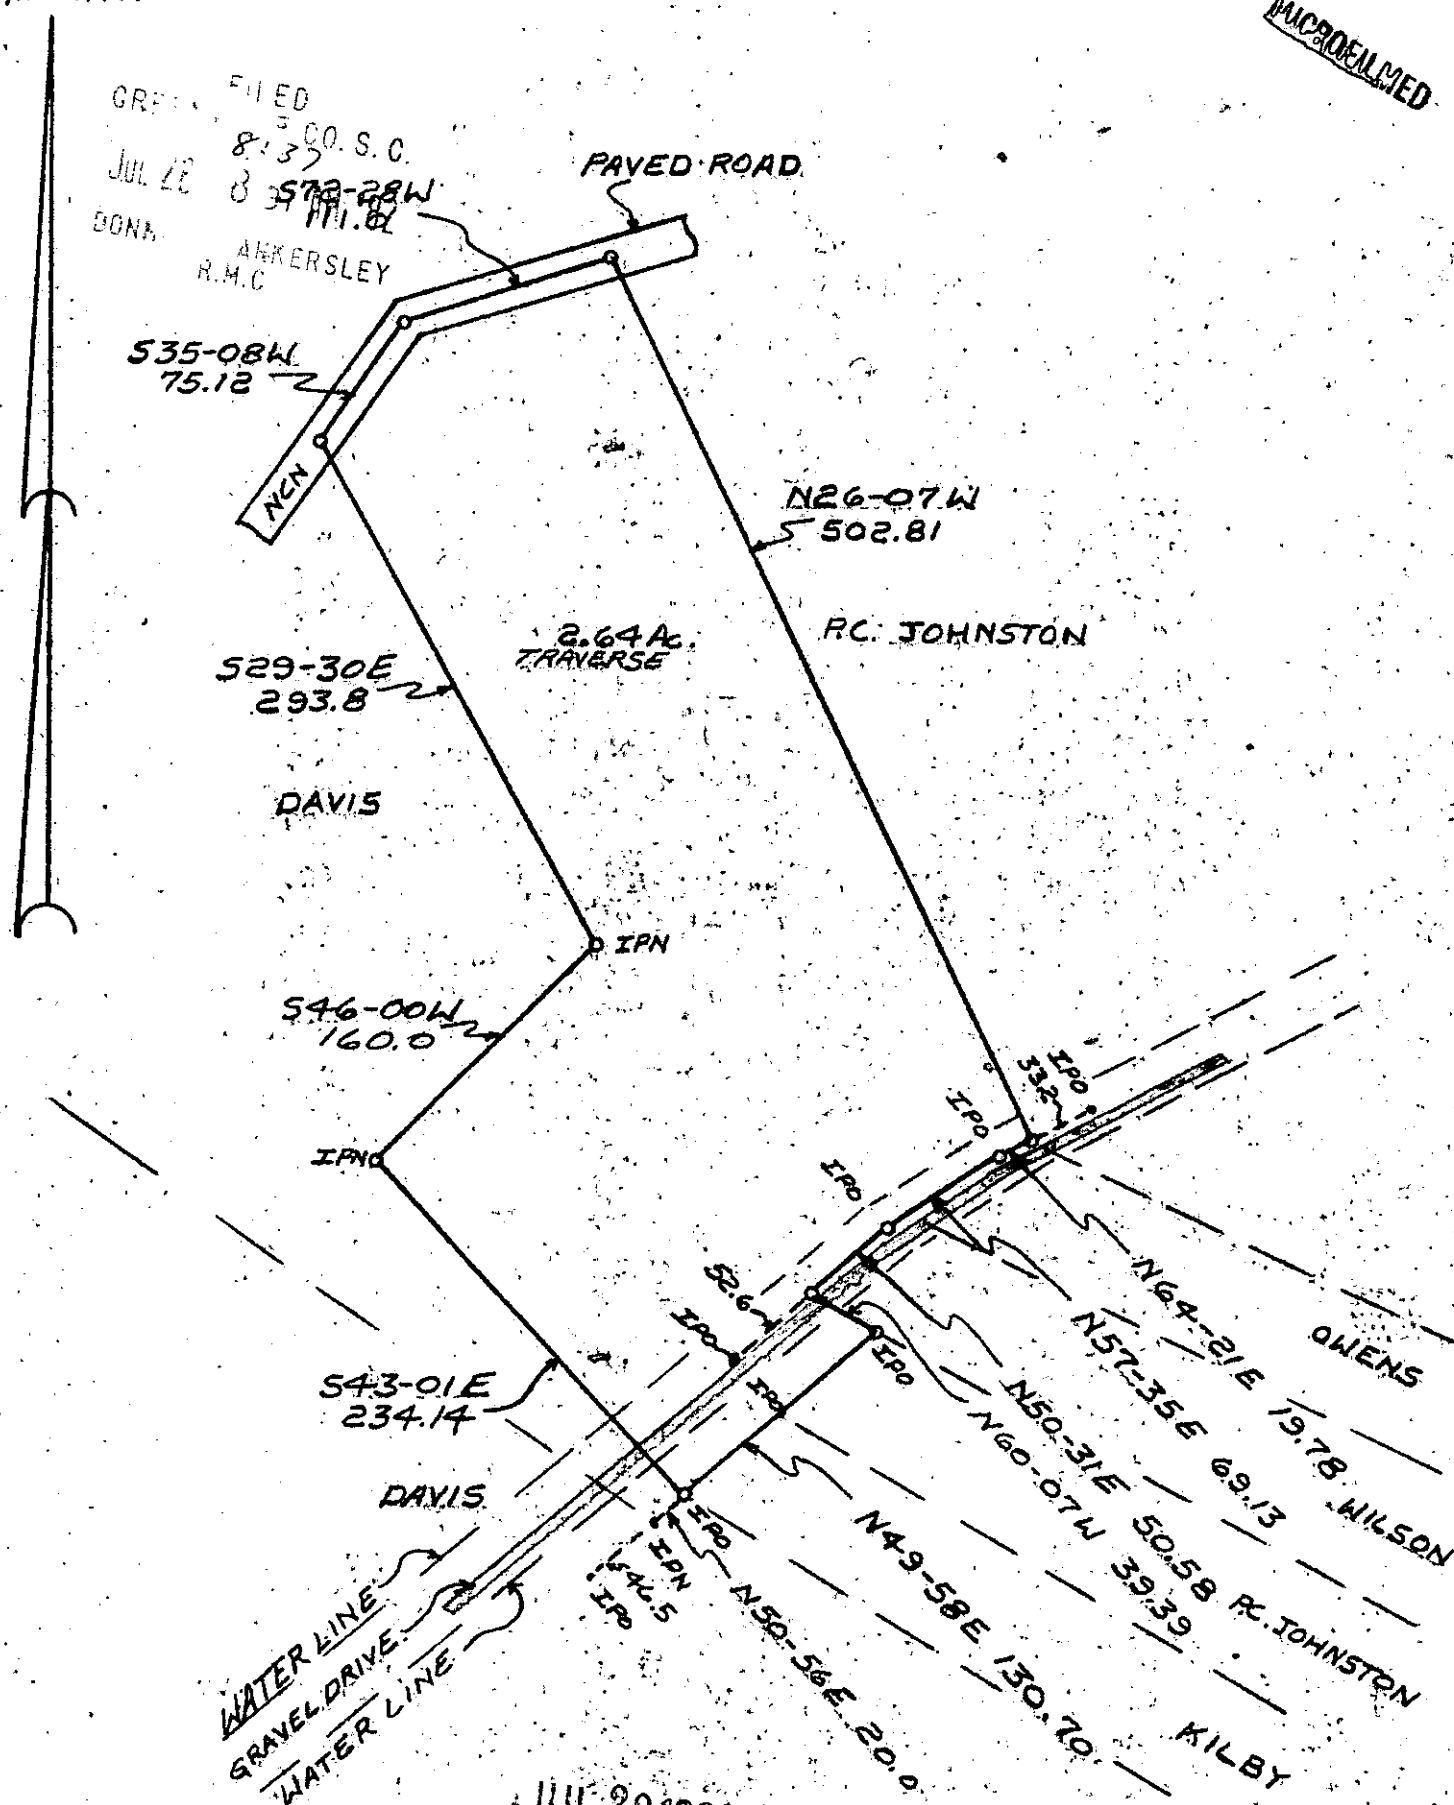 MICROFILMED
FILED
CO. S. C.
8:37
JUL
S72-28W
ANKERSLEY
R.M.C
PAVED ROAD
S35-08W
75.12
NCN
N26-07W
502.81
2.64 Ac.
TRAVERSE
P.C. JOHNSTON
S29-30E
293.8
DAVIS
IPN
S46-00W
160.0
IPN
IPO
33.2
IPO
IPO
52.6
IPO
IPO
IPO
S43-01E
234.14
DAVIS
IPO
IPN
46.5
IPO
N64-21E 19.78
N57-35E 69.13
N50-31E 50.58
N60-07W 39.39
N49-58E 130.70
N50-56E 20.0
OWENS
WILSON
P.C. JOHNSTON
KILBY
WATER LINE
GRAVEL DRIVE
WATER LINE